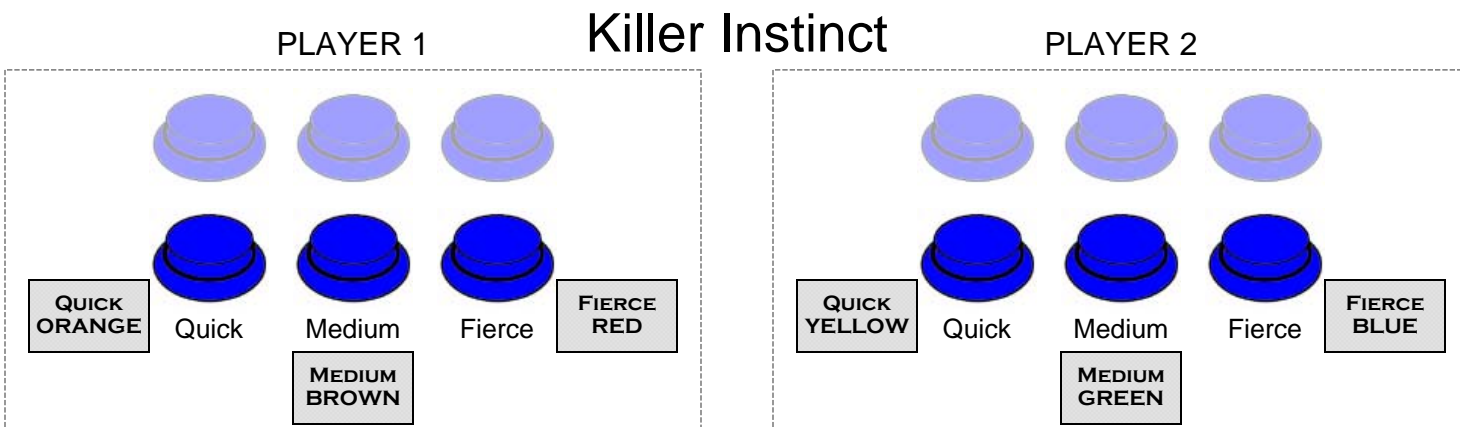 Killer Instinct
PLAYER 1
PLAYER 2
QUICK
ORANGE
Quick
Medium
Fierce
FIERCE
RED
MEDIUM
BROWN
QUICK
YELLOW
Quick
Medium
Fierce
FIERCE
BLUE
MEDIUM
GREEN